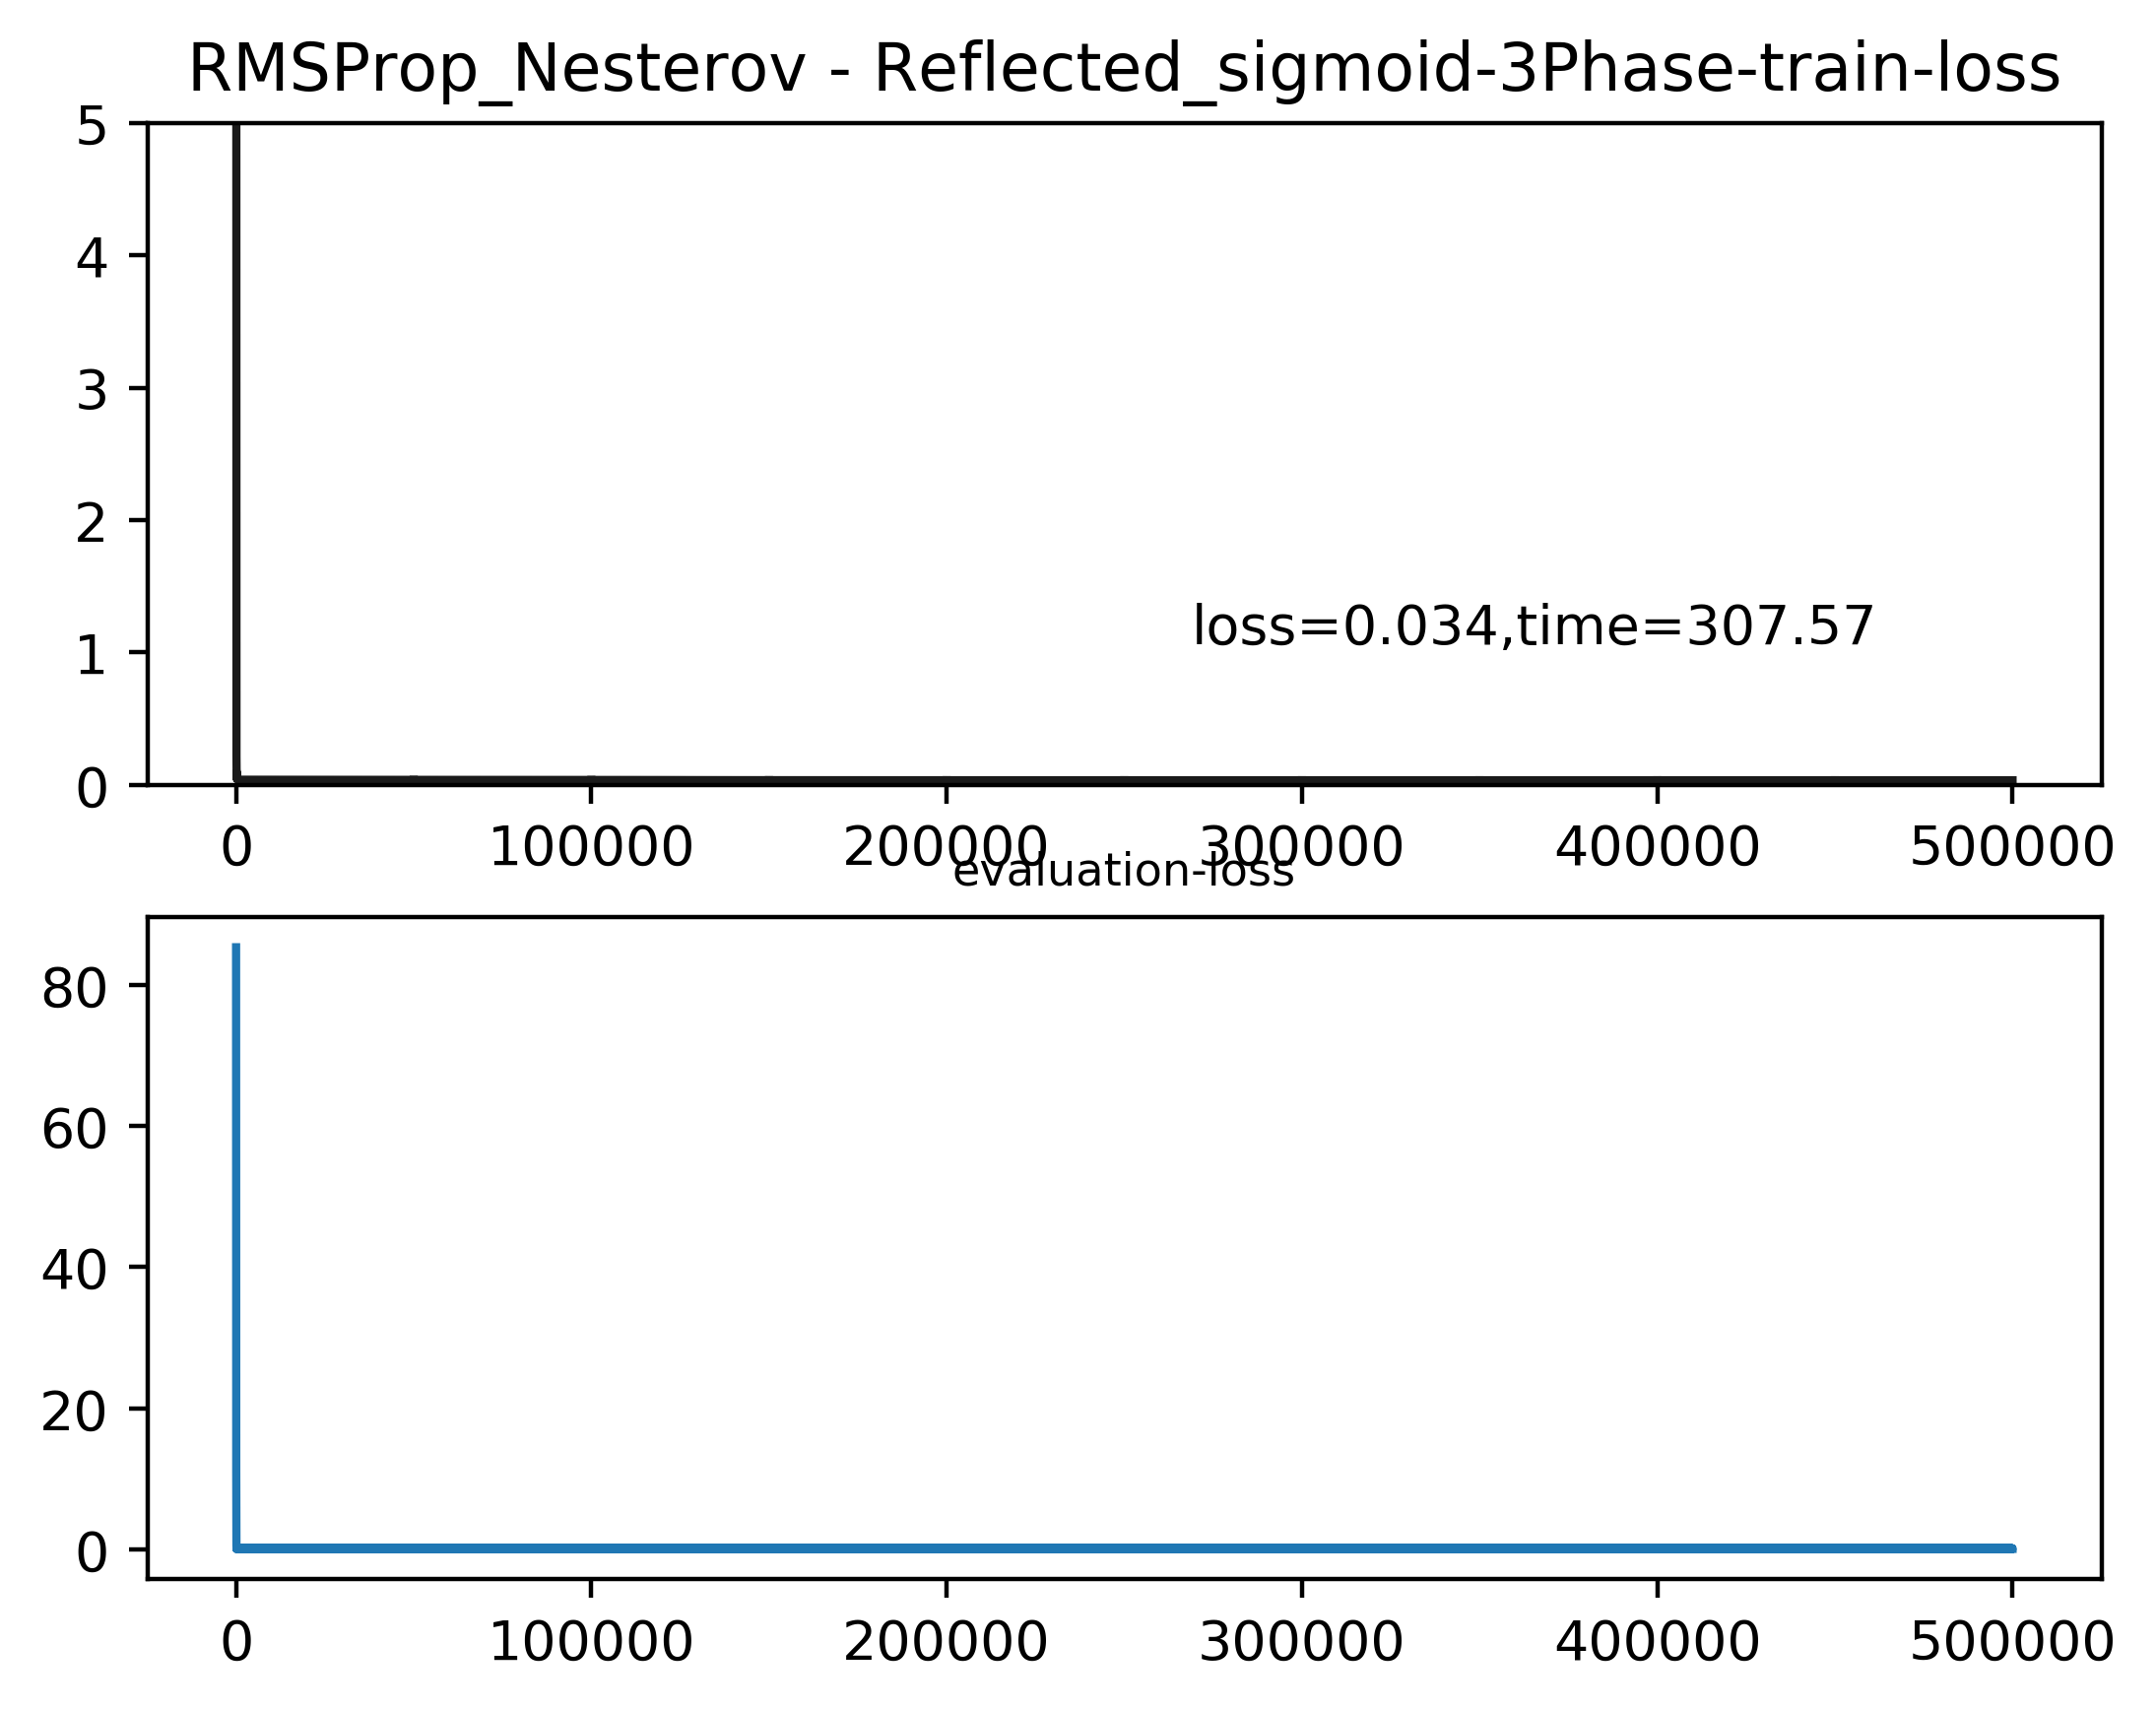 RMSProp_Nesterov - Reflected_sigmoid-3Phase-train-loss
5
4
3
2
1
0
loss=0.034,time=307.57
0 100000 200000 300000 400000 500000
evaluation-loss
80
60
40
20
0
0 100000 200000 300000 400000 500000